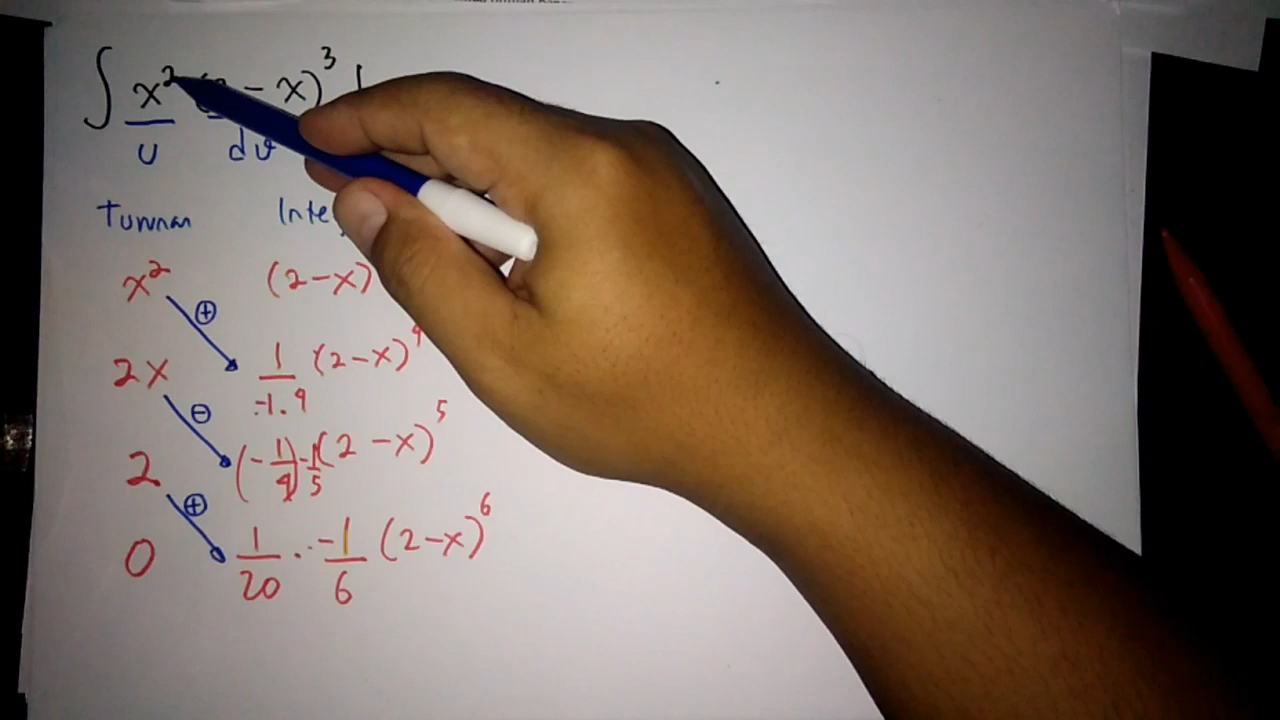 ∫ x² – x)³
u dv
Turunan Inte
x² (2-x)
⊕
2x 1/-1.4 (2-x)⁴
⊖
2 (-1/4) -1/5 (2-x)⁵
⊕
0 1/20 . -1/6 (2-x)⁶